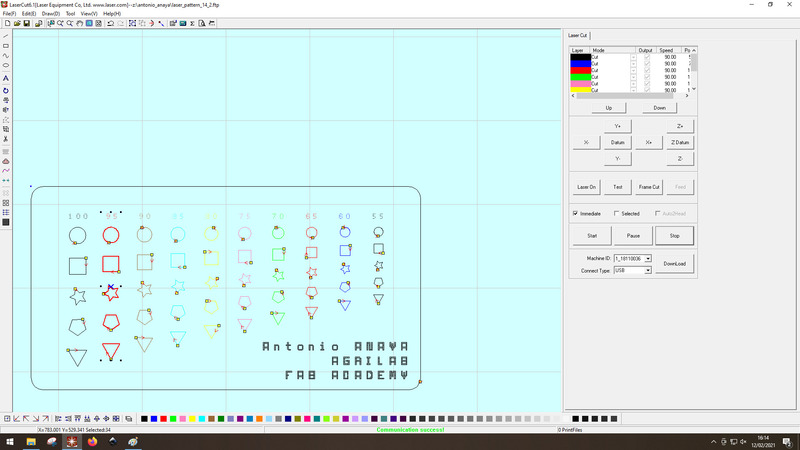 LaserCut6.1[Laser Equipment Co, Ltd. www.laser.com]--z:\antonio_anaya\laser_pattern_14_2.ftp
File(F) Edit(E) Draw(D) Tool View(V) Help(H)
Laser Cut
Layer Mode Output Speed Po
Cut 90.00
Cut 90.00
Cut 90.00 1
Cut 90.00 1
Cut 90.00 1
Cut 90.00 1
Up Down
Y+ Z+
X- Datum X+ Z Datum
Y- Z-
Laser On Test Frame Cut Feed
Immediate Selected Auto2Head
Start Pause Stop
Machine ID: 1_18110036
DownLoad
Connect Type: USB
100 95 90 85 80 75 70 65 60 55
Antonio ANAYA
AGRILAB
FAB ACADEMY
X=783.001 Y=529.341 Selected:34 Communication success! 0 PrintFiles
16:14
12/02/2021